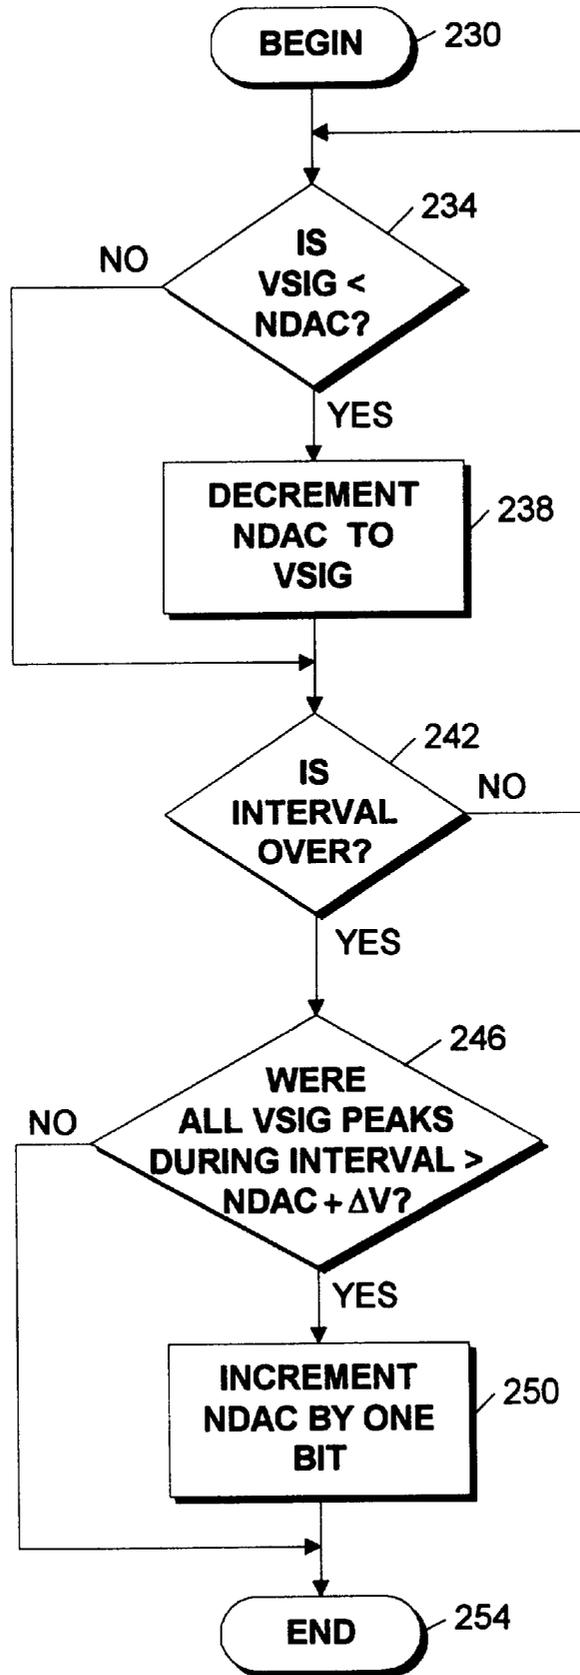 BEGIN
230
234
IS
VSIG <
NDAC?
NO
YES
DECREMENT
NDAC TO
VSIG
238
242
IS
INTERVAL
OVER?
NO
YES
246
WERE
ALL VSIG PEAKS
DURING INTERVAL >
NDAC + ΔV?
NO
YES
INCREMENT
NDAC BY ONE
BIT
250
END
254